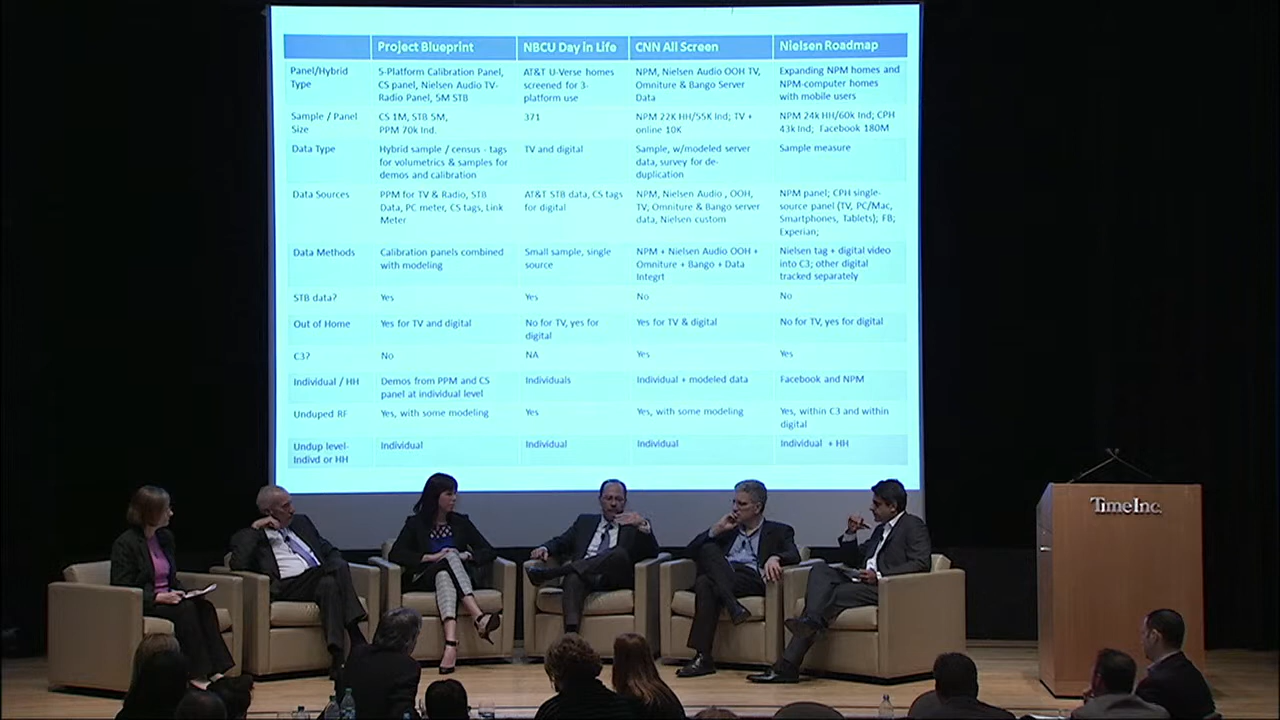 Project Blueprint NBCU Day in Life CNN All Screen Nielsen Roadmap
Panel/Hybrid Type
5-Platform Calibration Panel, CS panel, Nielsen Audio TV-Radio Panel, 5M STB
AT&T U-Verse homes screened for 3-platform use
NPM, Nielsen Audio OOH TV, Omniture & Bango Server Data
Expanding NPM homes and NPM-computer homes with mobile users
Sample / Panel Size
CS 1M, STB 5M, PPM 70k Ind.
371
NPM 22K HH/55K Ind; TV + online 10K
NPM 24k HH/60k Ind; CPH 43k Ind; Facebook 180M
Data Type
Hybrid sample / census - tags for volumetrics & samples for demos and calibration
TV and digital
Sample, w/modeled server data, survey for de-duplication
Sample measure
Data Sources
PPM for TV & Radio, STB Data, PC meter, CS tags, Link Meter
AT&T STB data, CS tags for digital
NPM, Nielsen Audio , OOH, TV, Omniture & Bango server data, Nielsen custom
NPM panel; CPH single-source panel (TV, PC/Mac, Smartphones, Tablets); FB; Experian;
Data Methods
Calibration panels combined with modeling
Small sample, single source
NPM + Nielsen Audio OOH + Omniture + Bango + Data Integrt
Nielsen tag + digital video into C3; other digital tracked separately
STB data? Yes Yes No No
Out of Home
Yes for TV and digital
No for TV, yes for digital
Yes for TV & digital
No for TV, yes for digital
C3? No NA Yes Yes
Individual / HH
Demos from PPM and CS panel at individual level
Individuals
Individual + modeled data
Facebook and NPM
Unduped RF
Yes, with some modeling
Yes
Yes, with some modeling
Yes, within C3 and within digital
Undup level- Indivd or HH
Individual
Individual
Individual
Individual + HH
TimeInc.